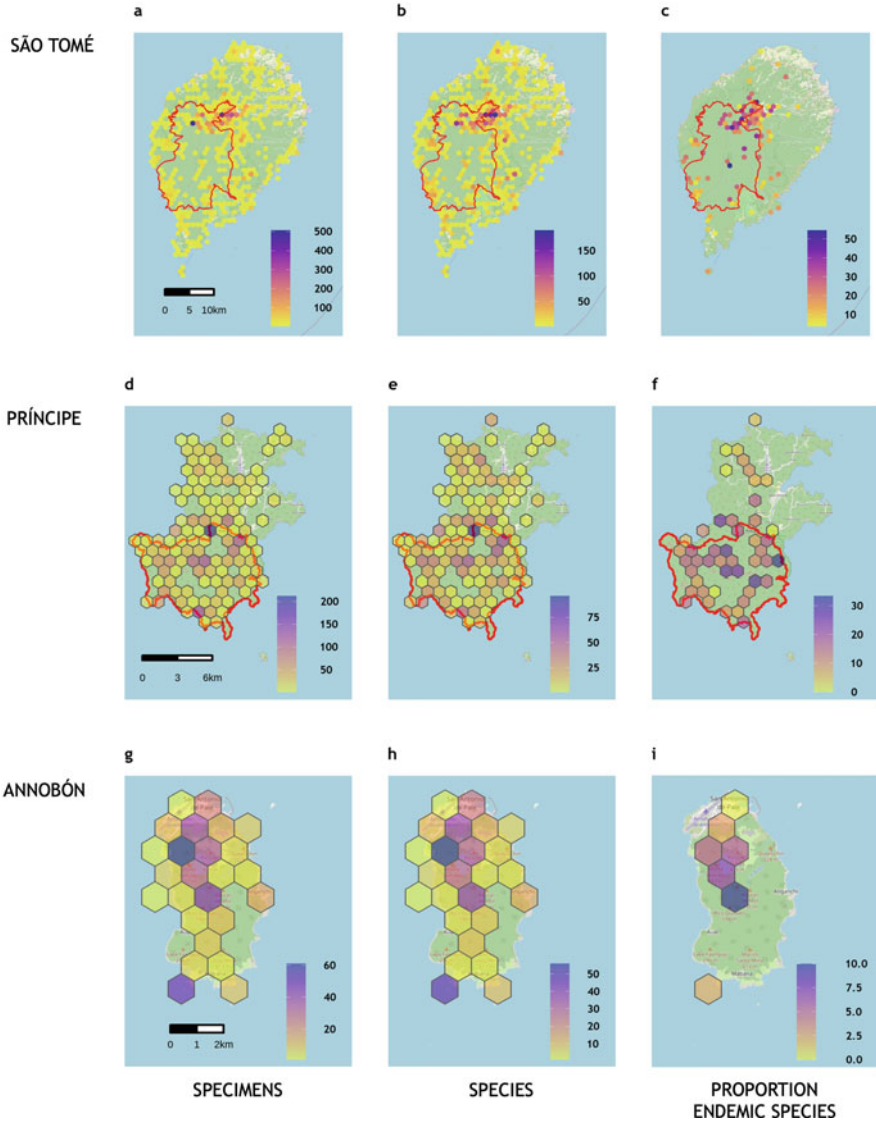 a
b
c
SÃO TOMÉ
500
400
300
200
100
150
100
50
50
40
30
20
10
0
5
10km
d
e
f
PRÍNCIPE
200
150
100
50
75
50
25
30
20
10
0
0
3
6km
g
h
i
ANNOBÓN
60
40
20
50
40
30
20
10
10.0
7.5
5.0
2.5
0.0
0
1
2km
SPECIMENS
SPECIES
PROPORTION
ENDEMIC SPECIES